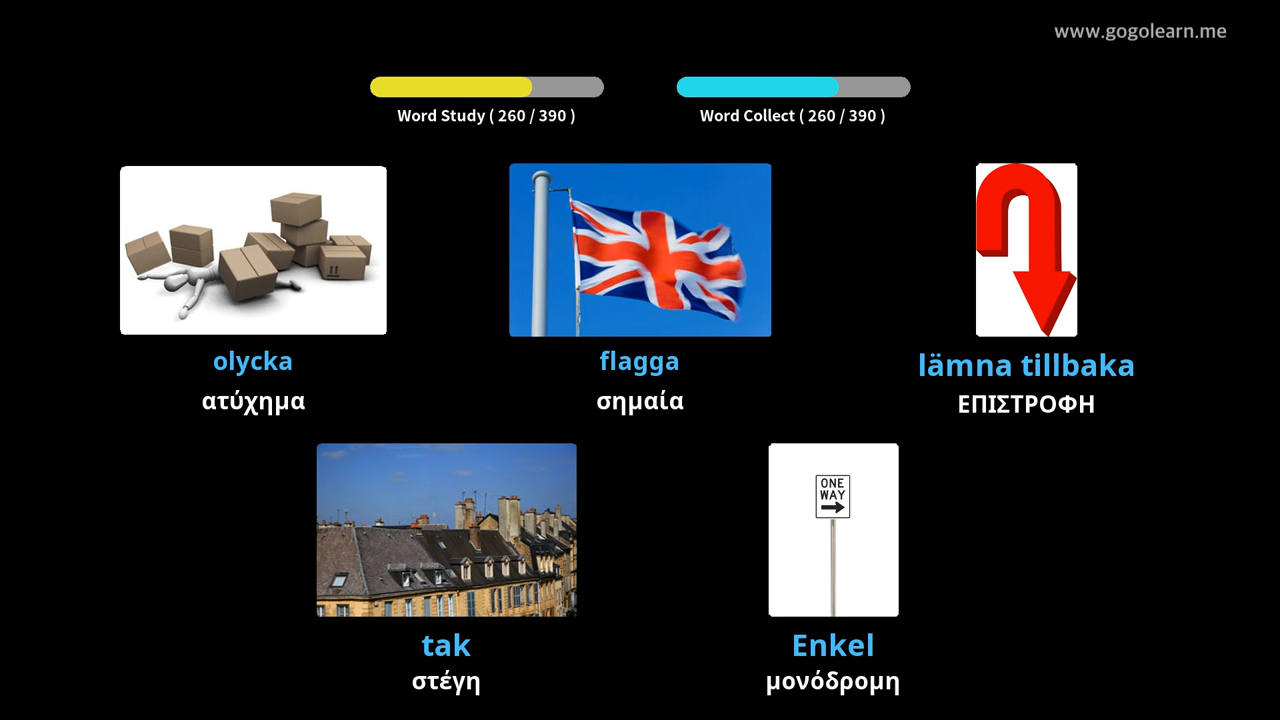 www.gogolearn.me
Word Study ( 260 / 390 )
Word Collect ( 260 / 390 )
olycka
ατύχημα
flagga
σημαία
lämna tillbaka
ΕΠΙΣΤΡΟΦΗ
tak
στέγη
ONE
WAY
Enkel
μονόδρομη